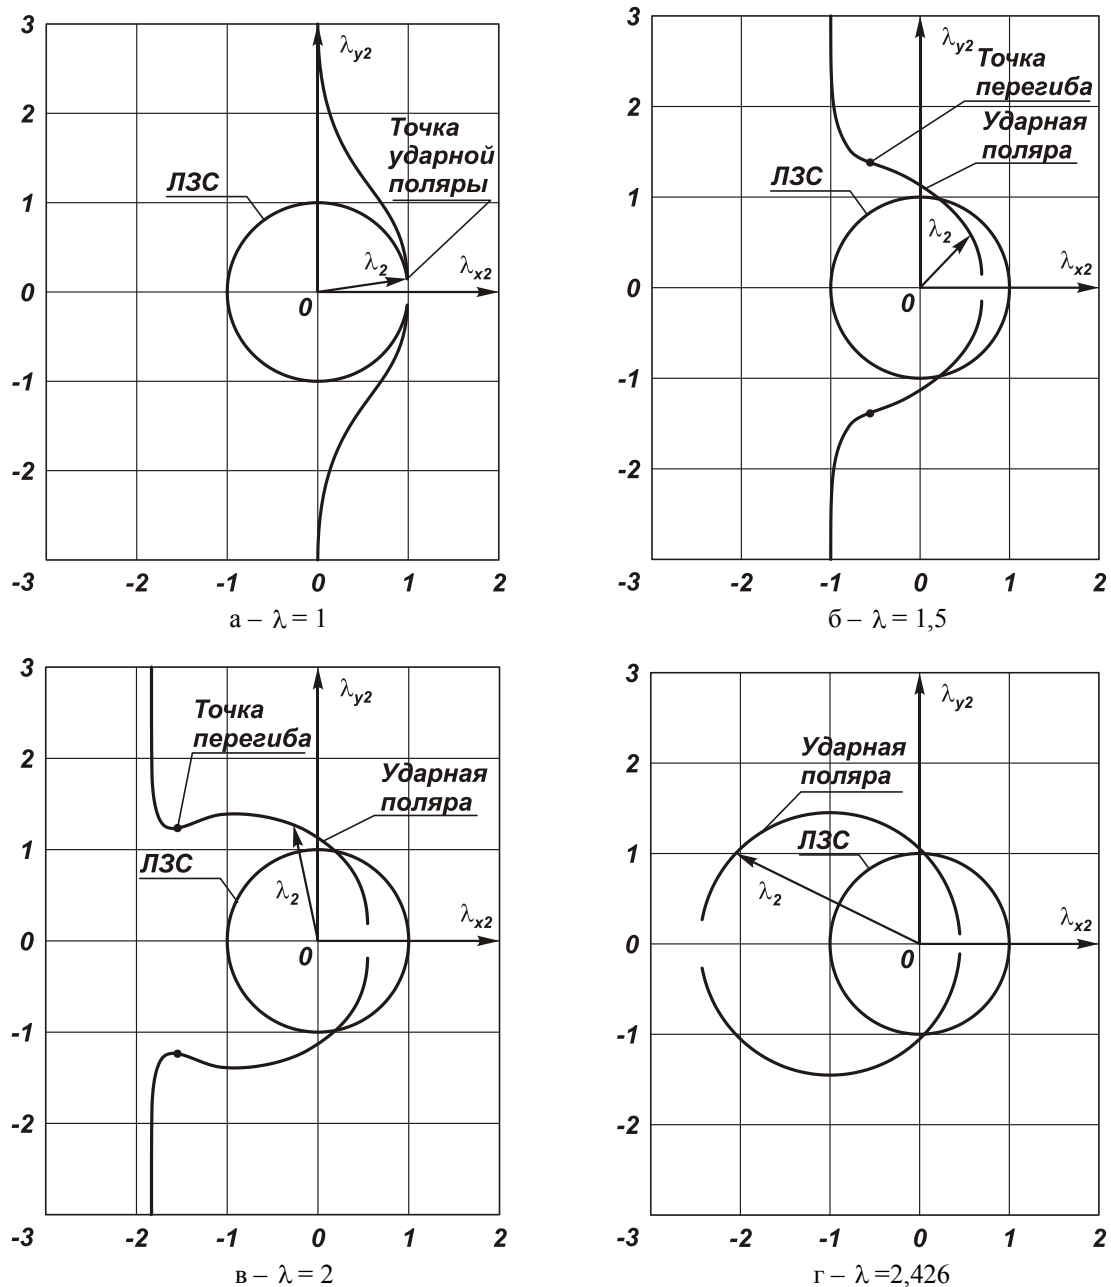 3
2
1
0
-1
-2
-3
-2
-1
0
1
2
λy2
Точка
ударной
поляры
ЛЗС
λ2
λx2
0
а – λ = 1
3
2
1
0
-1
-2
-3
-2
-1
0
1
2
λy2
Точка
перегиба
Ударная
поляра
ЛЗС
λ2
λx2
0
б – λ = 1,5
3
2
1
0
-1
-2
-3
-2
-1
0
1
2
λy2
Точка
перегиба
Ударная
поляра
ЛЗС
λ2
λx2
0
в – λ = 2
3
2
1
0
-1
-2
-3
-2
-1
0
1
2
λy2
Ударная
поляра
ЛЗС
λ2
λx2
0
г – λ =2,426